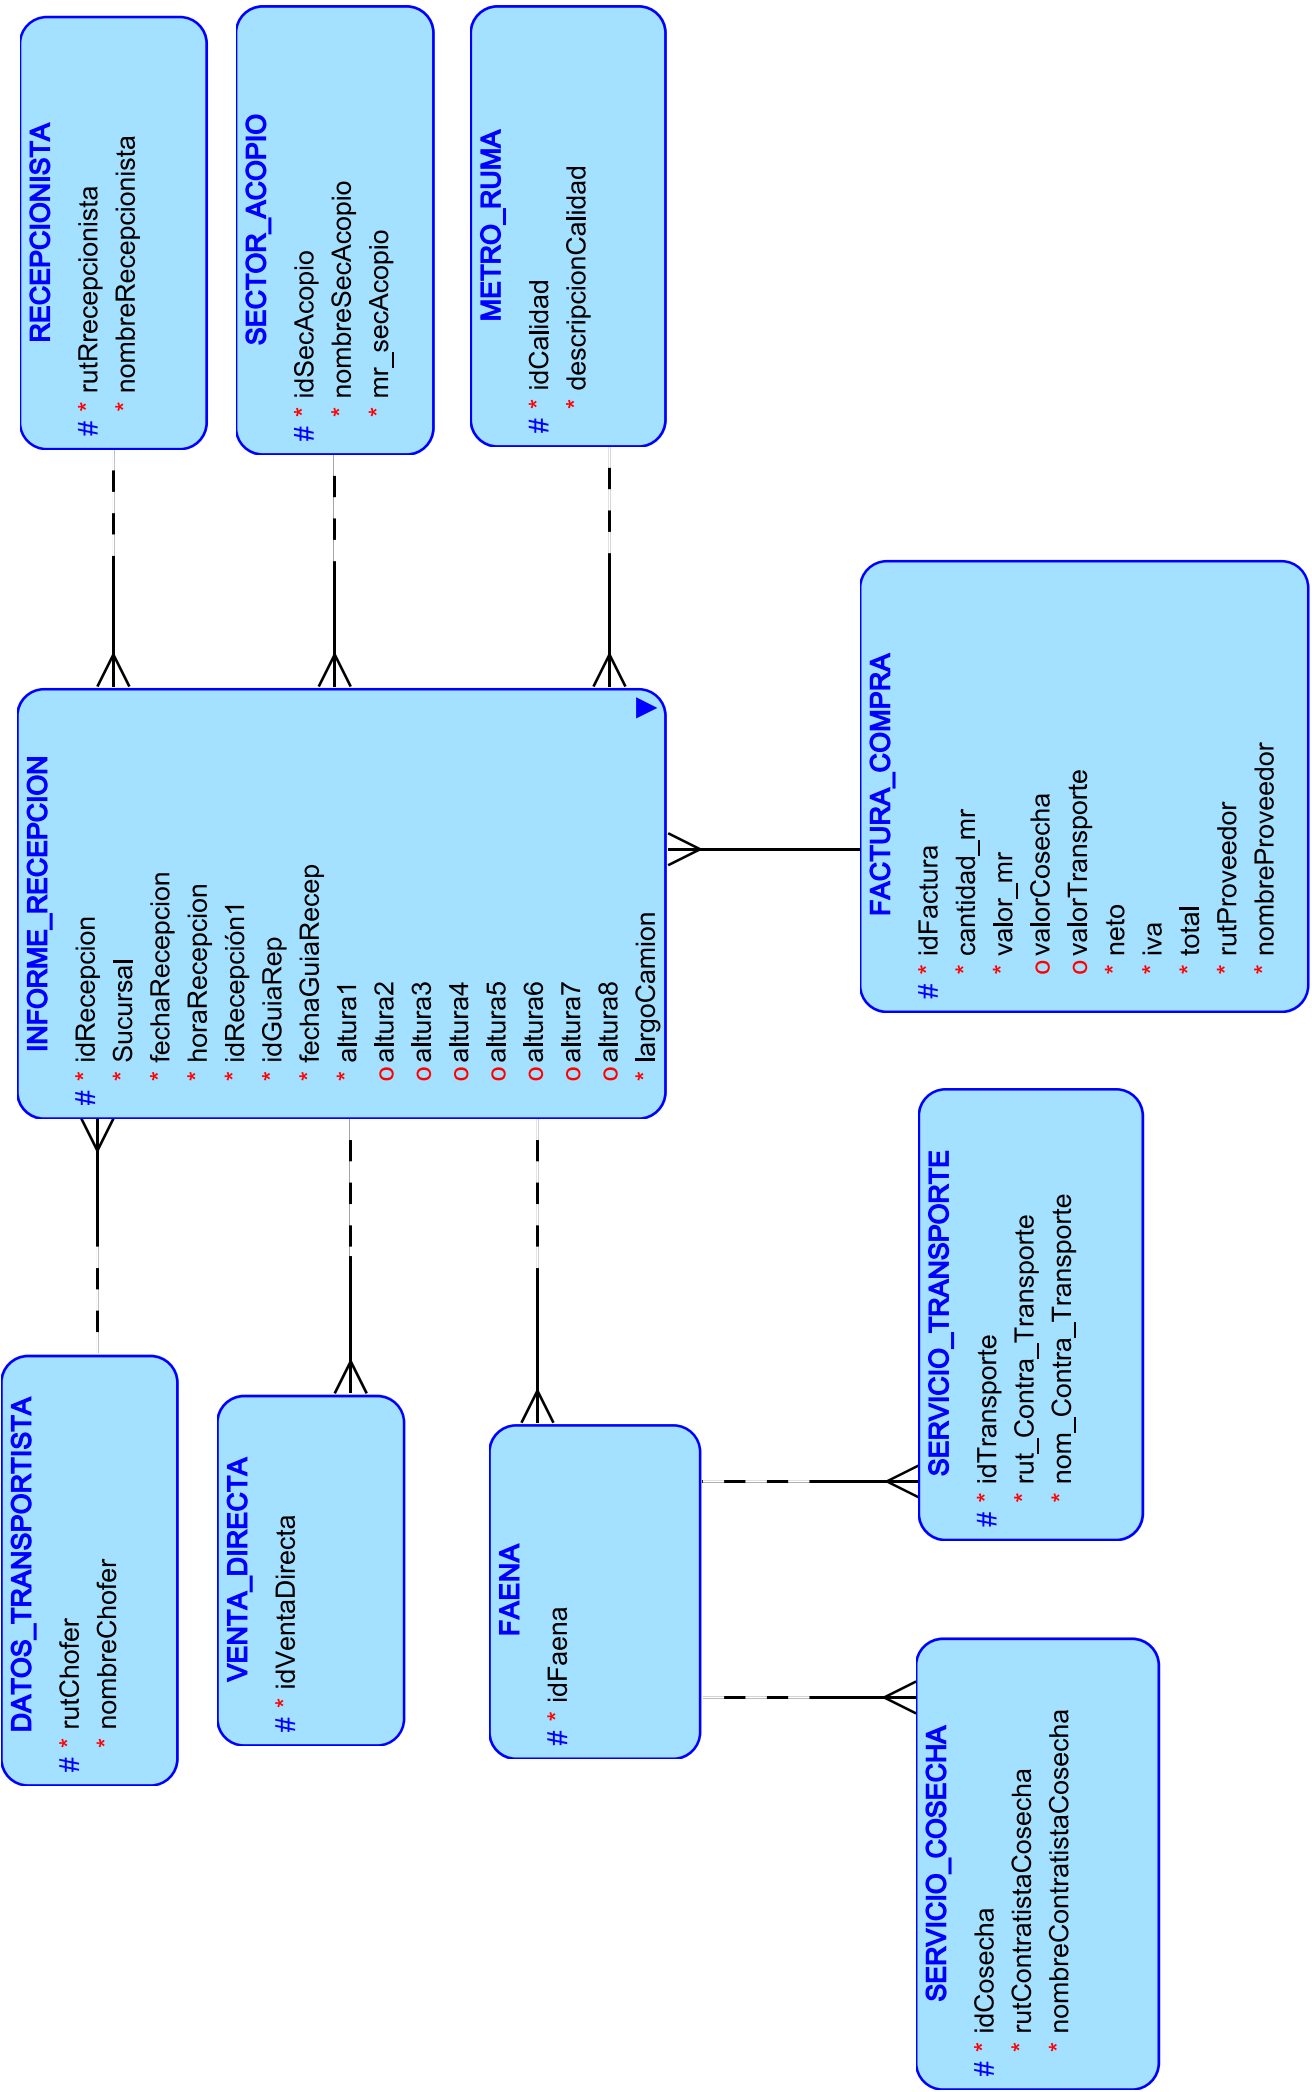 DATOS_TRANSPORTISTA
# * rutChofer
* nombreChofer
VENTA_DIRECTA
# * idVentaDirecta
FAENA
# * idFaena
SERVICIO_COSECHA
# * idCosecha
* rutContratistaCosecha
* nombreContratistaCosecha
SERVICIO_TRANSPORTE
# * idTransporte
* rut_Contra_Transporte
* nom_Contra_Transporte
INFORME_RECEPCION
# * idRecepcion
* Sucursal
* fechaRecepcion
* horaRecepcion
* idRecepción1
* idGuiaRep
* fechaGuiaRecep
* altura1
o altura2
o altura3
o altura4
o altura5
o altura6
o altura7
o altura8
* largoCamion
FACTURA_COMPRA
# * idFactura
* cantidad_mr
* valor_mr
o valorCosecha
o valorTransporte
* neto
* iva
* total
* rutProveedor
* nombreProveedor
RECEPCIONISTA
# * rutRrecepcionista
* nombreRecepcionista
SECTOR_ACOPIO
# * idSecAcopio
* nombreSecAcopio
* mr_secAcopio
METRO_RUMA
# * idCalidad
* descripcionCalidad